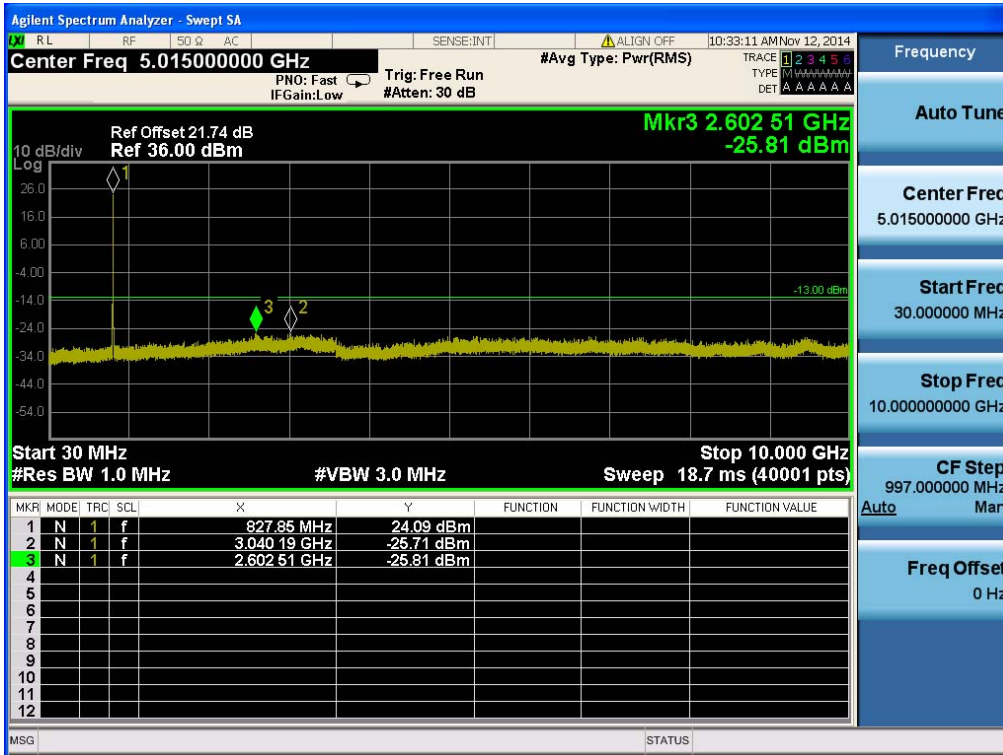 Agilent Spectrum Analyzer - Swept SA
LXI RL RF 50 Ω AC SENSE:INT ALIGN OFF 10:33:11 AM Nov 12, 2014
Center Freq 5.015000000 GHz
PNO: Fast
IFGain:Low
Trig: Free Run
#Atten: 30 dB
#Avg Type: Pwr(RMS)
TRACE 1 2 3 4 5 6
TYPE M
DET A A A A A A
Ref Offset 21.74 dB
10 dB/div Ref 36.00 dBm
Log
Mkr3 2.602 51 GHz
-25.81 dBm
26.0
16.0
6.00
-4.00
-14.0
-24.0
-34.0
-44.0
-54.0
1
3
2
-13.00 dBm
Start 30 MHz Stop 10.000 GHz
#Res BW 1.0 MHz #VBW 3.0 MHz Sweep 18.7 ms (40001 pts)
MKR MODE TRC SCL X Y FUNCTION FUNCTION WIDTH FUNCTION VALUE
1 N 1 f 827.85 MHz 24.09 dBm
2 N 1 f 3.040 19 GHz -25.71 dBm
3 N 1 f 2.602 51 GHz -25.81 dBm
4
5
6
7
8
9
10
11
12
MSG STATUS
Frequency
Auto Tune
Center Freq
5.015000000 GHz
Start Freq
30.000000 MHz
Stop Freq
10.000000000 GHz
CF Step
997.000000 MHz
Auto Man
Freq Offset
0 Hz